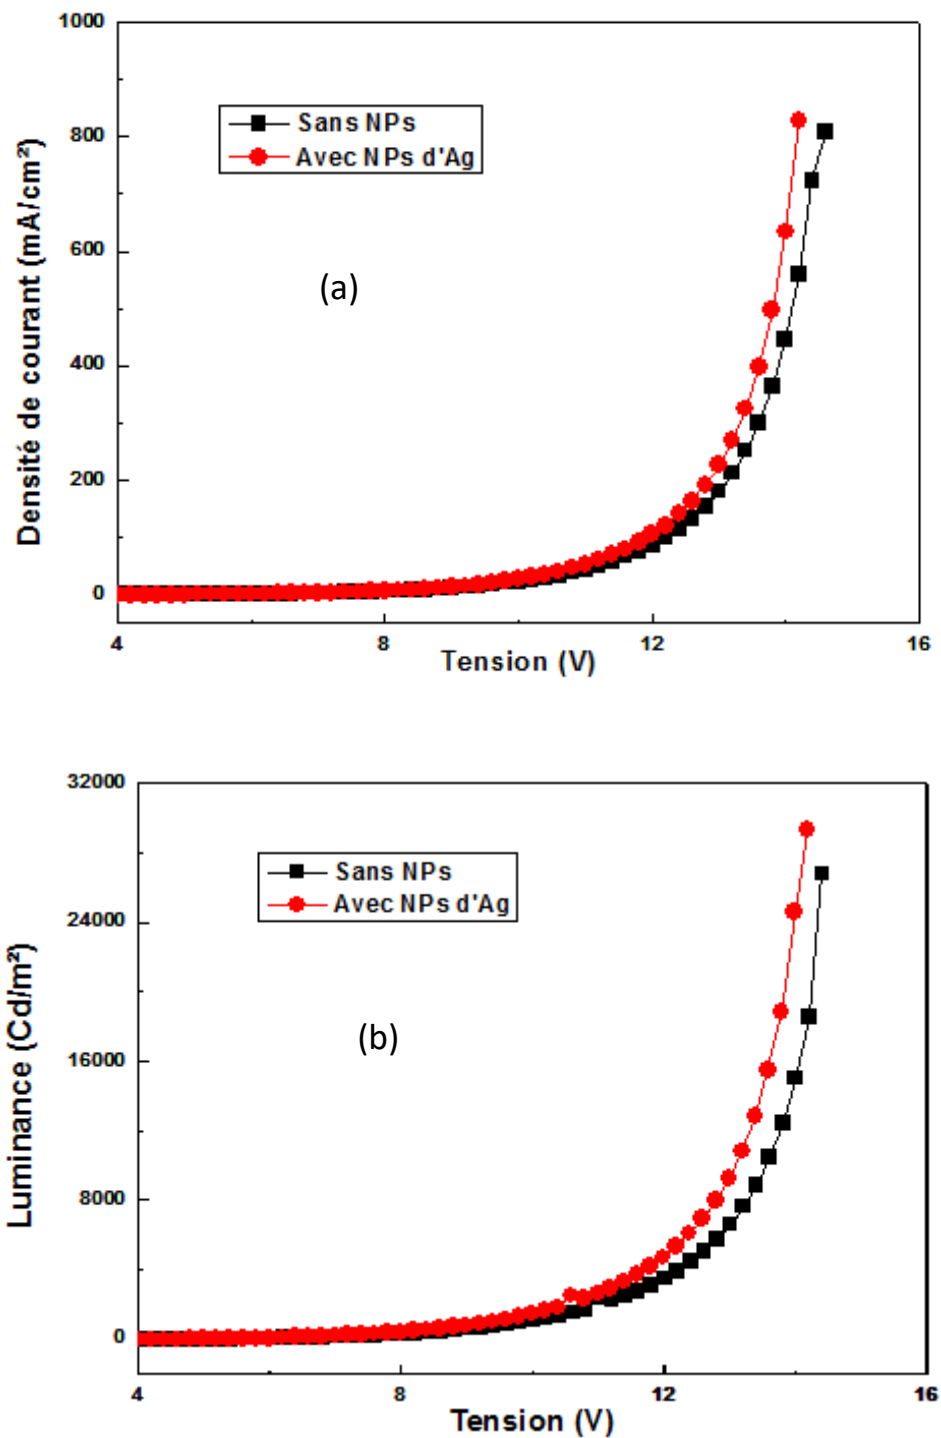 1000
800
600
400
200
0
Densité de courant (mA/cm²)
Sans NPs
Avec NPs d'Ag
(a)
4 8 12 16
Tension (V)
32000
24000
16000
8000
0
Luminance (Cd/m²)
Sans NPs
Avec NPs d'Ag
(b)
4 8 12 16
Tension (V)